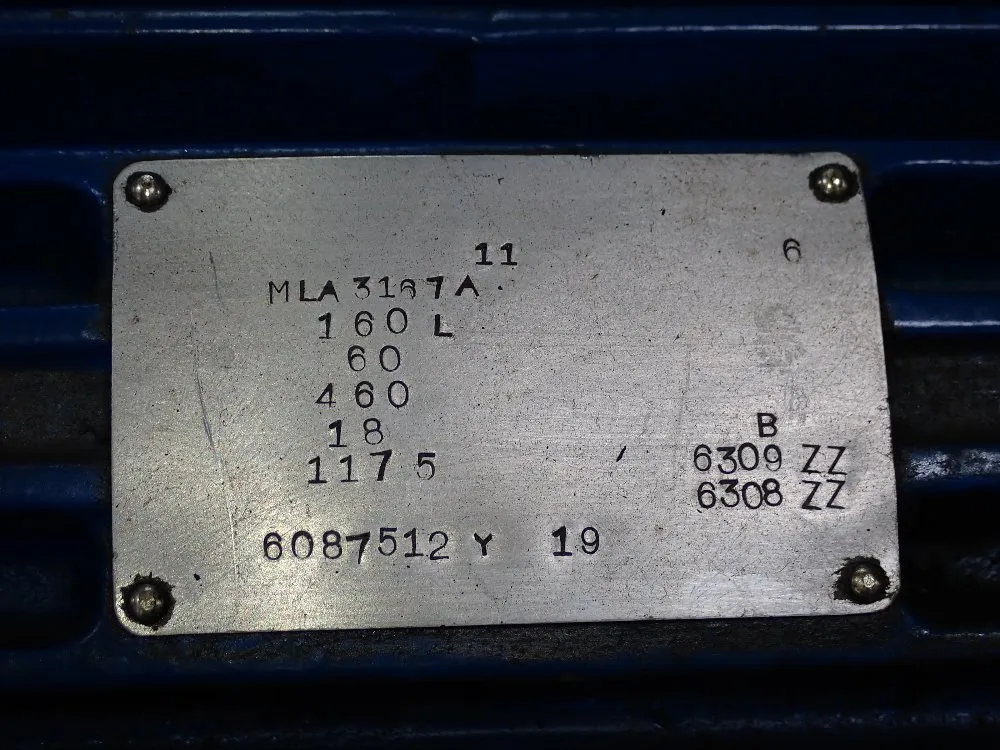 11 6
MLA 3167A
160 L
60
460
18 B
1175 6309 ZZ
6308 ZZ
6087512 Y 19